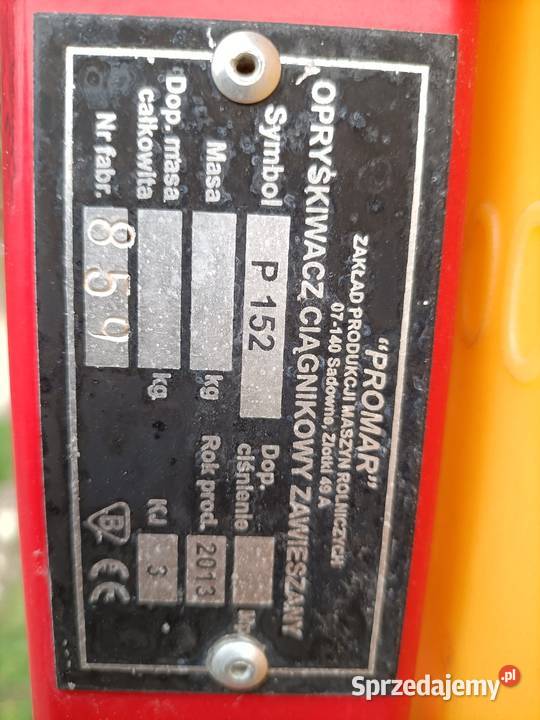 "PROMAR"
ZAKŁAD PRODUKCJI MASZYN ROLNICZYCH
07-140 Sadowne, Złotki 49 A
OPRYSKIWACZ CIĄGNIKOWY ZAWIESZANY
Symbol P 152 Dop. ciśnienie
Masa kg Rok prod. 2013
Dop. masa całkowita kg KJ 3
Nr fabr. 859 B CE
Sprzedajemy.pl